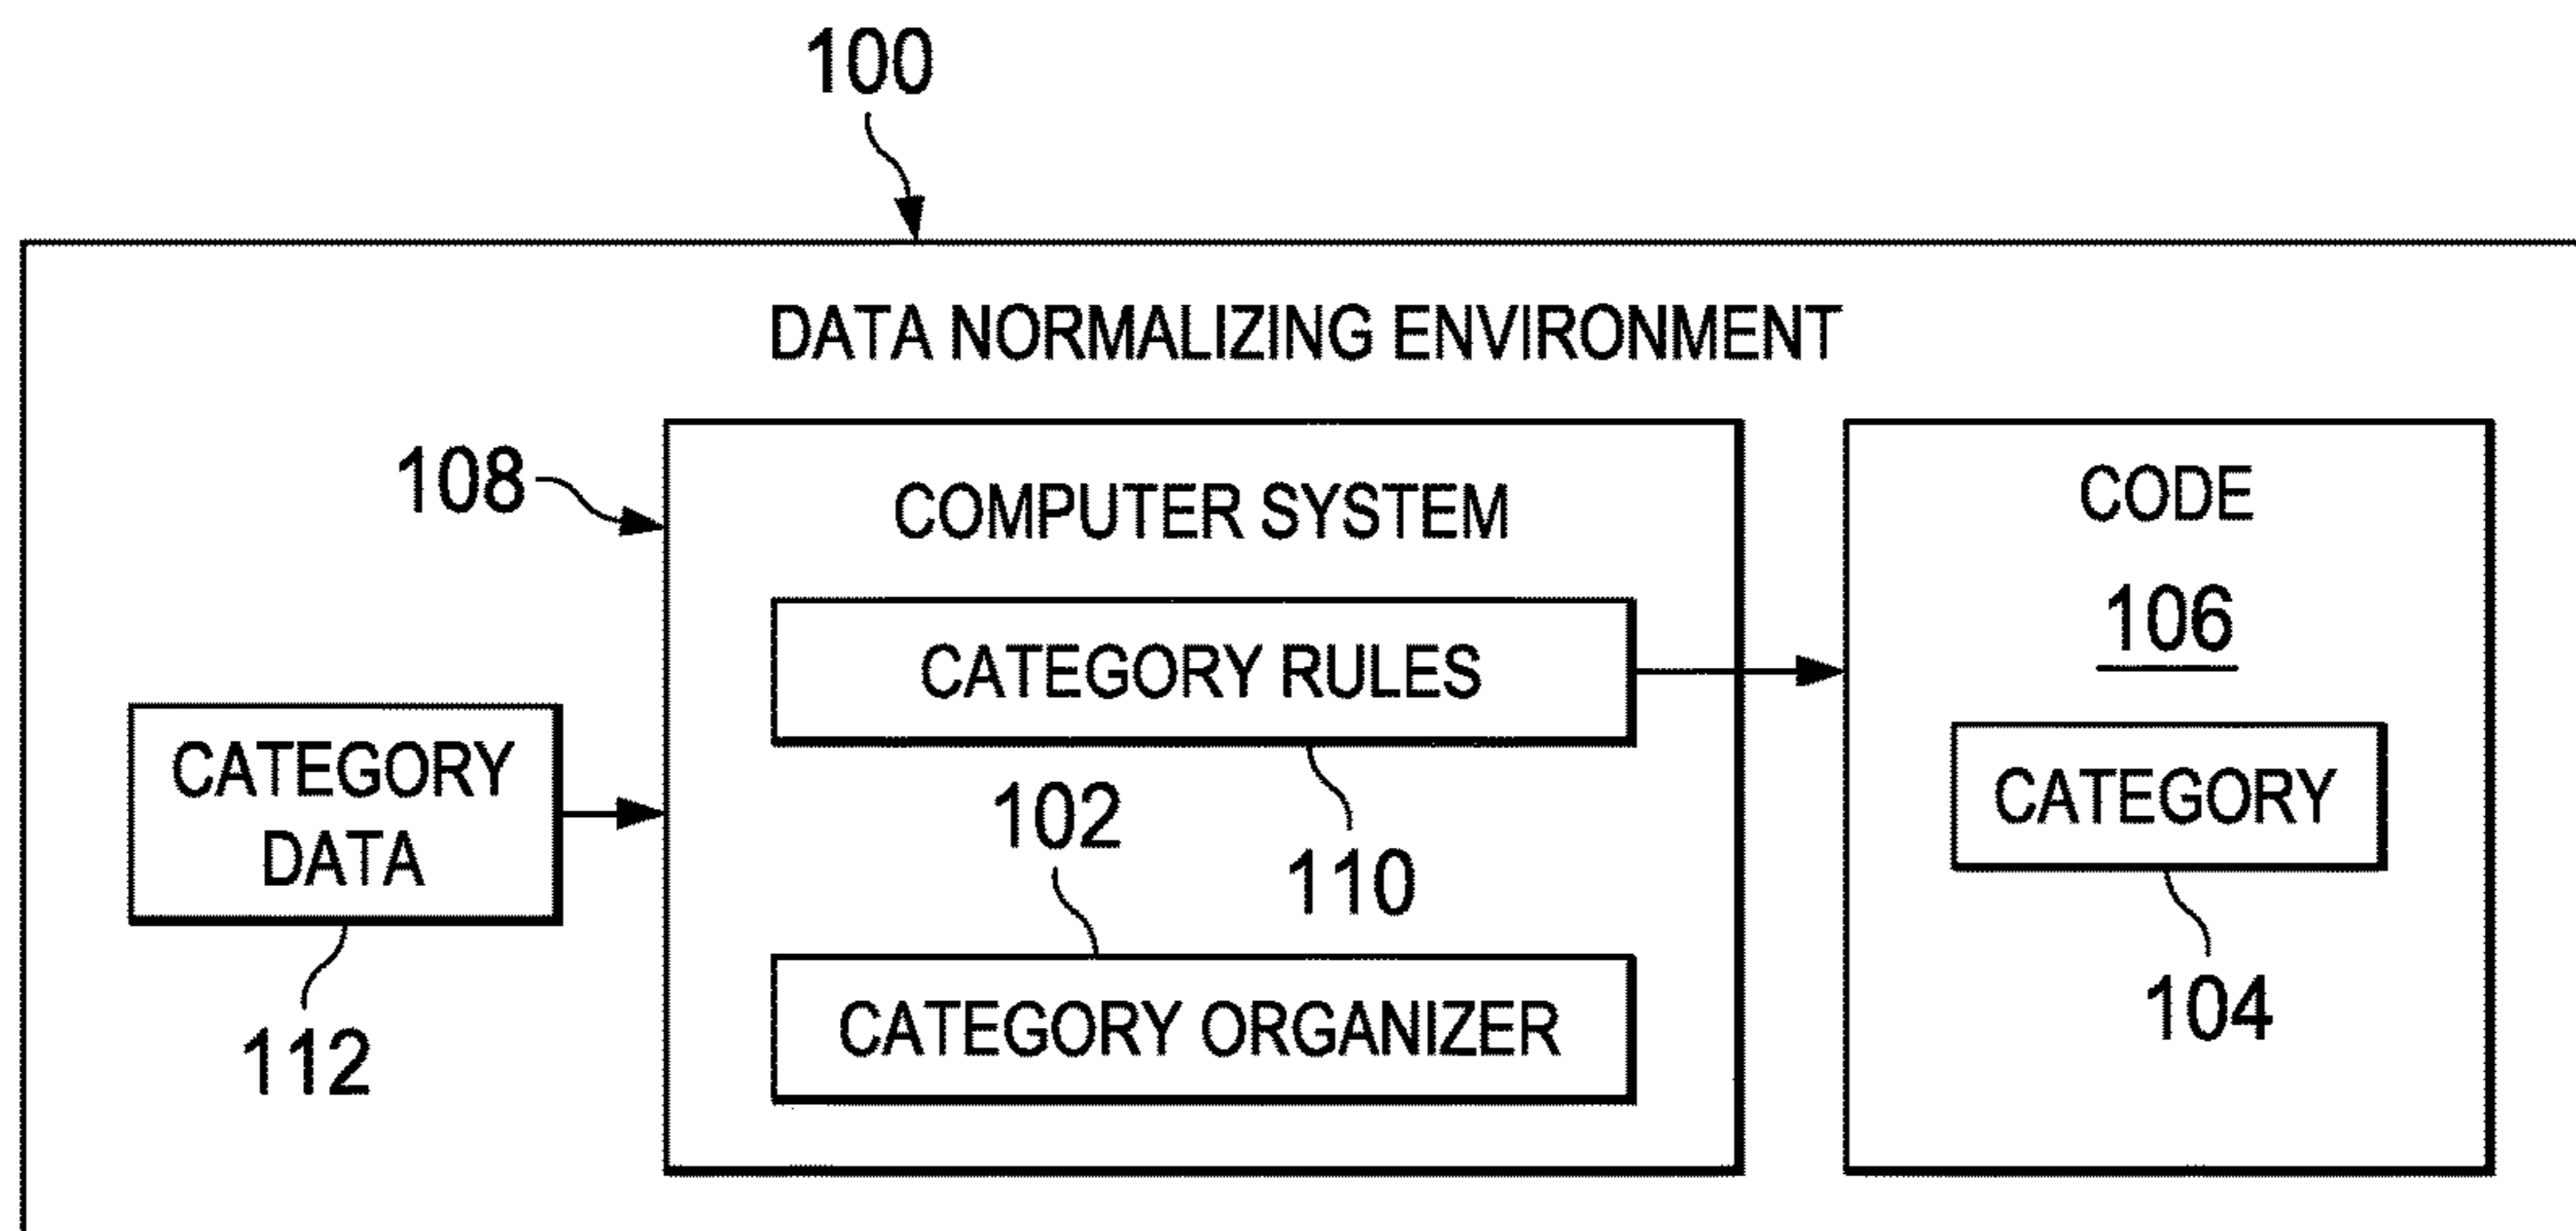 100
DATA NORMALIZING ENVIRONMENT
108
COMPUTER SYSTEM
CATEGORY RULES
110
102
CATEGORY ORGANIZER
CATEGORY
DATA
112
CODE
106
CATEGORY
104